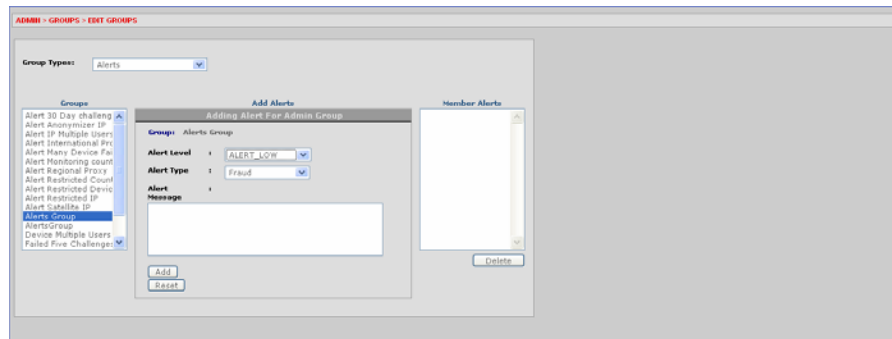 ADMIN > GROUPS > EDIT GROUPS
Group Types:
Alerts
Groups
Alert 30 Day challeng
Alert Anonymizer IP
Alert IP Multiple Users
Alert International Pro
Alert Many Device Fai
Alert Monitoring count
Alert Regional Proxy
Alert Restricted Count
Alert Restricted Devic
Alert Restricted IP
Alert Satellite IP
Alerts Group
AlertsGroup
Device Multiple Users
Failed Five Challenges
Add Alerts
Adding Alert For Admin Group
Group: Alerts Group
Alert Level : ALERT_LOW
Alert Type : Fraud
Alert :
Message
Add
Reset
Member Alerts
Delete